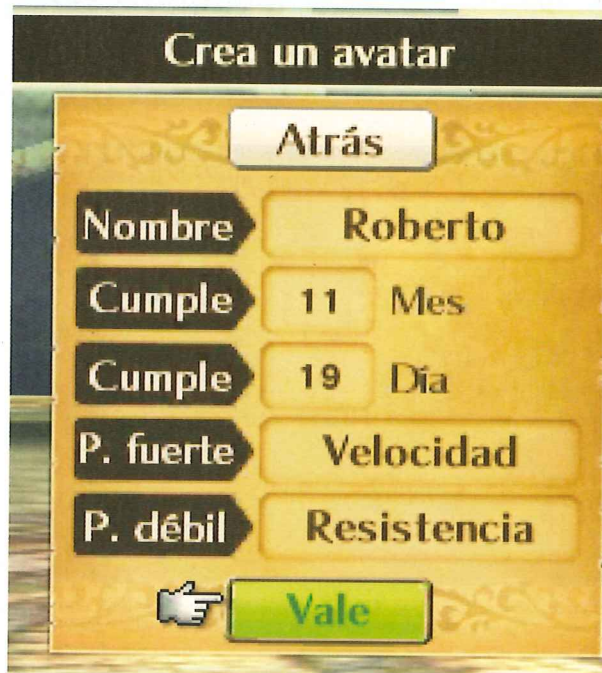 Crea un avatar
Atrás
Nombre Roberto
Cumple 11 Mes
Cumple 19 Día
P. fuerte Velocidad
P. débil Resistencia
Vale